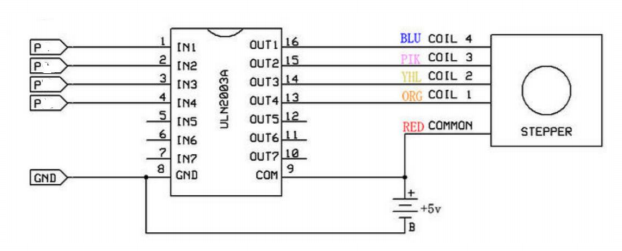 BLU COIL 4
P 1 IN1 OUT1 16
PIK COIL 3
P 2 IN2 OUT2 15
YHL COIL 2
P 3 IN3 OUT3 14
ORG COIL 1
P 4 IN4 OUT4 13
ULN2003A
5 IN5 OUT5 12
RED COMMON
STEPPER
6 IN6 OUT6 11
7 IN7 OUT7 10
GND 8 GND COM 9
+
+5v
B